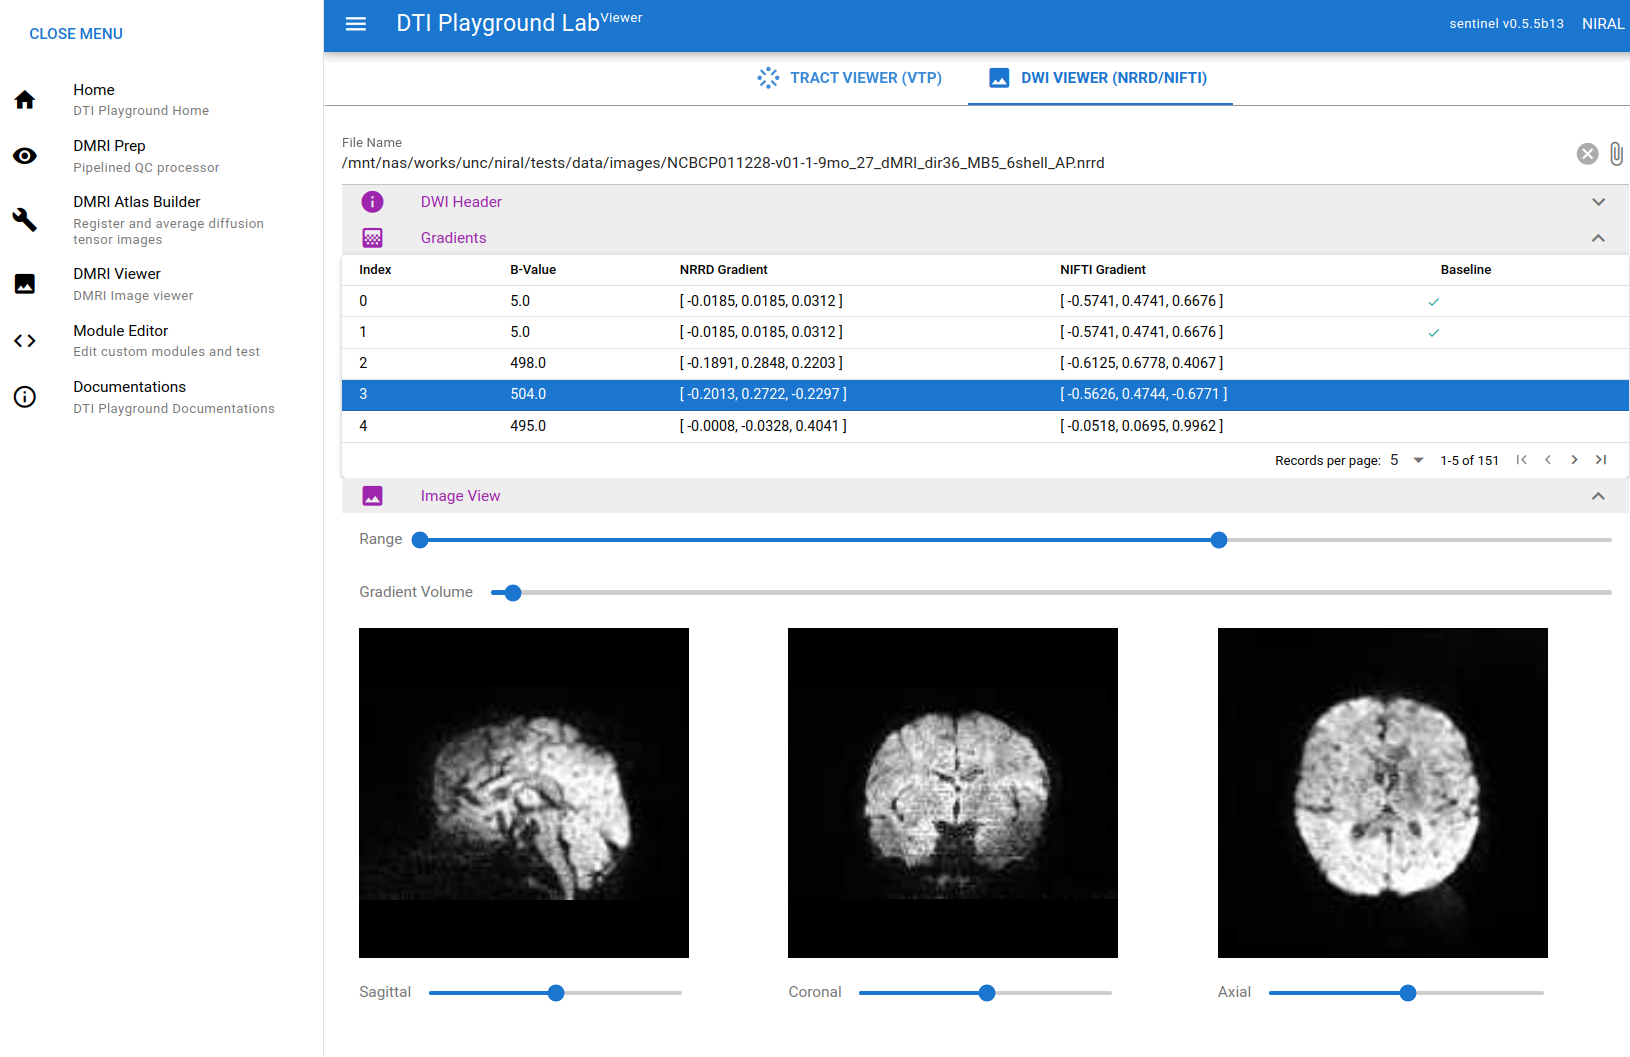 CLOSE MENU
Home
DTI Playground Home
DMRI Prep
Pipelined QC processor
DMRI Atlas Builder
Register and average diffusion
tensor images
DMRI Viewer
DMRI Image viewer
Module Editor
Edit custom modules and test
Documentations
DTI Playground Documentations
DTI Playground Lab Viewer
sentinel v0.5.5b13 NIRAL
TRACT VIEWER (VTP) DWI VIEWER (NRRD/NIFTI)
File Name
/mnt/nas/works/unc/niral/tests/data/images/NCBCP011228-v01-1-9mo_27_dMRI_dir36_MB5_6shell_AP.nrrd
DWI Header
Gradients
Index B-Value NRRD Gradient NIFTI Gradient Baseline
0 5.0 [ -0.0185, 0.0185, 0.0312 ] [ -0.5741, 0.4741, 0.6676 ]
1 5.0 [ -0.0185, 0.0185, 0.0312 ] [ -0.5741, 0.4741, 0.6676 ]
2 498.0 [ -0.1891, 0.2848, 0.2203 ] [ -0.6125, 0.6778, 0.4067 ]
3 504.0 [ -0.2013, 0.2722, -0.2297 ] [ -0.5626, 0.4744, -0.6771 ]
4 495.0 [ -0.0008, -0.0328, 0.4041 ] [ -0.0518, 0.0695, 0.9962 ]
Records per page: 5 1-5 of 151
Image View
Range
Gradient Volume
Sagittal Coronal Axial